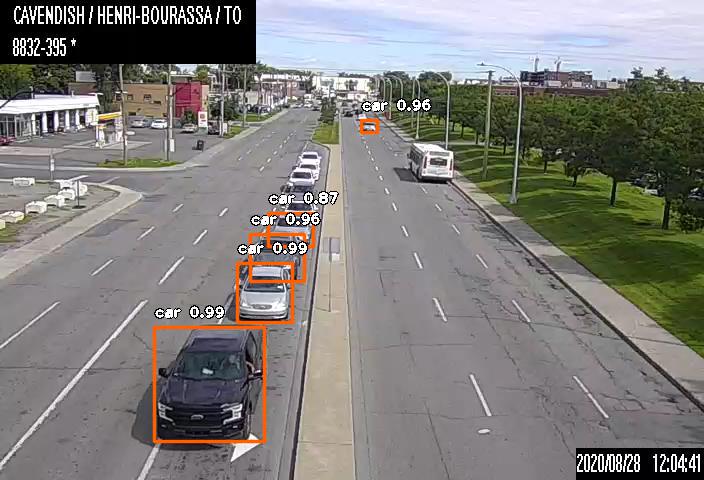 CAVENDISH / HENRI-BOURASSA / TO
8832-395 *
car 0.96
car 0.87
car 0.96
car 0.99
car 0.99
2020/08/28 12:04:41